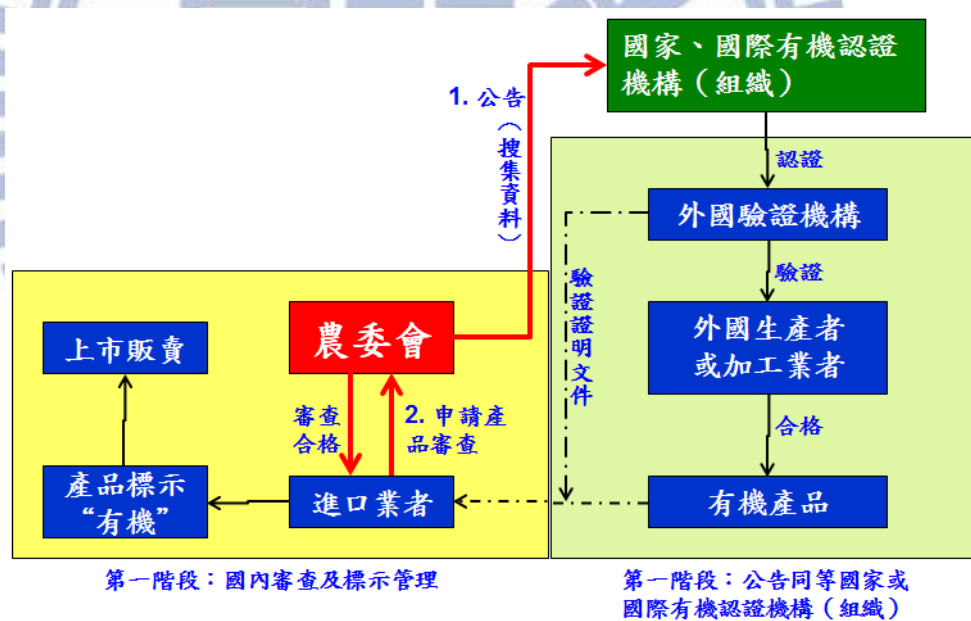 國家、國際有機認證
機構（組織）
1. 公告
（搜集資料）
認證
外國驗證機構
驗證
驗證證明文件
外國生產者
或加工業者
合格
有機產品
農委會
上市販賣
審查
合格
2. 申請產
品審查
產品標示
“有機”
進口業者
第一階段：國內審查及標示管理
第一階段：公告同等國家或
國際有機認證機構（組織）